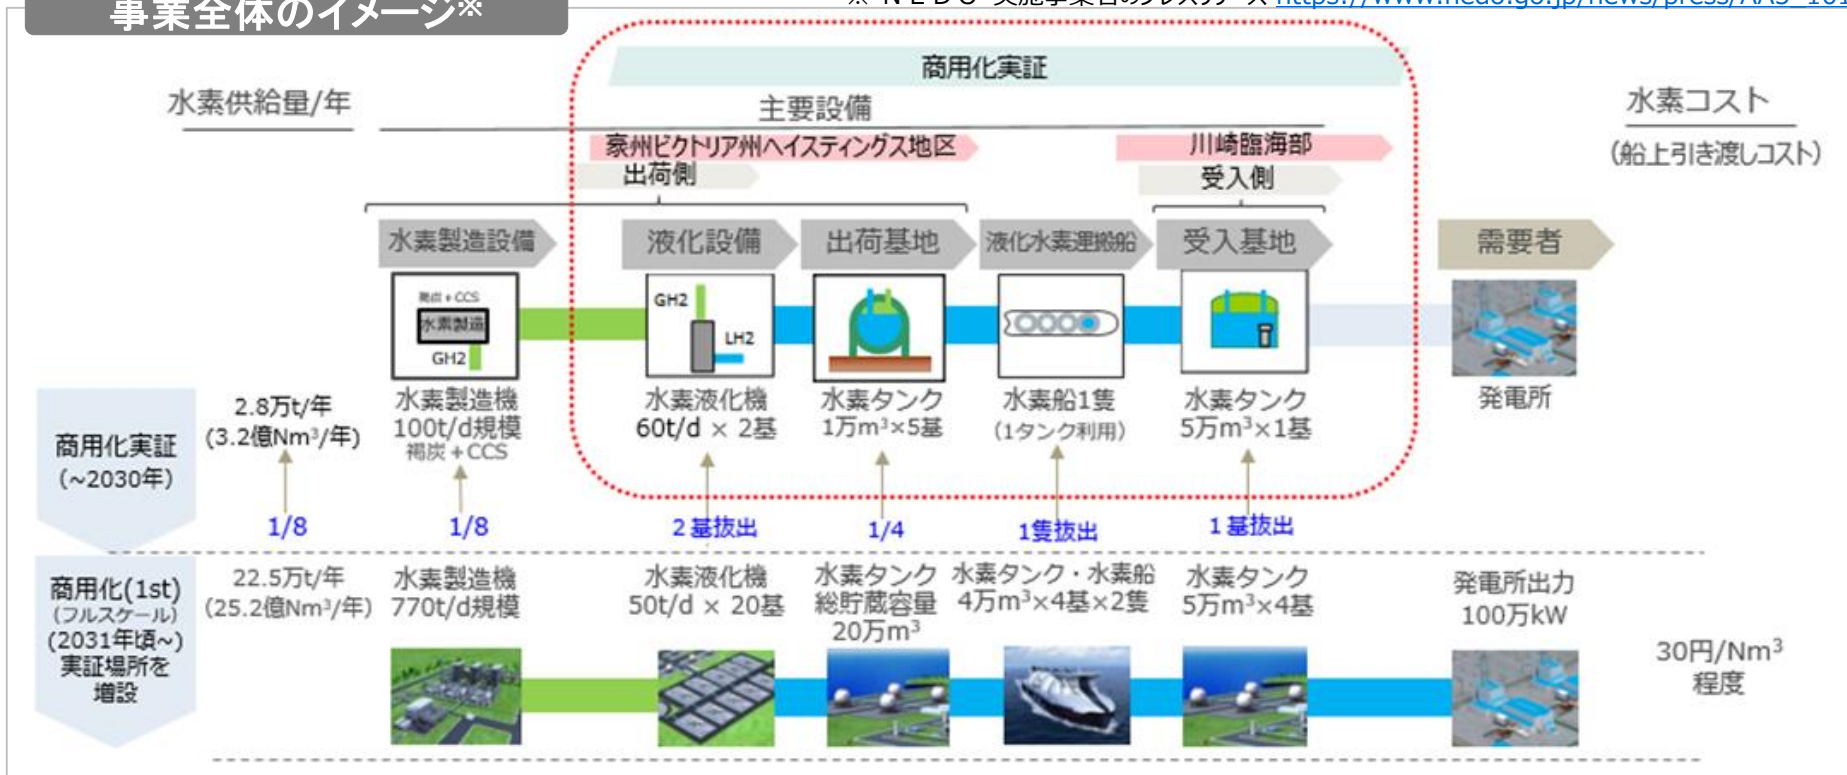 事業全体のイメージ※
商用化実証
水素供給量/年
主要設備
水素コスト
(船上引き渡しコスト)
豪州ビクトリア州ヘイスティングス地区
川崎臨海部
出荷側
受入側
水素製造設備
液化設備
出荷基地
液化水素運搬船
受入基地
需要者
褐炭+CCS
水素製造
GH2
GH2
LH2
商用化実証
(~2030年)
2.8万t/年
(3.2億Nm³/年)
水素製造機
100t/d規模
褐炭+CCS
水素液化機
60t/d × 2基
水素タンク
1万m³×5基
水素船1隻
(1タンク利用)
水素タンク
5万m³×1基
発電所
1/8
1/8
2基抜出
1/4
1隻抜出
1基抜出
商用化(1st)
(フルスケール)
(2031年頃~)
実証場所を
増設
22.5万t/年
(25.2億Nm³/年)
水素製造機
770t/d規模
水素液化機
50t/d × 20基
水素タンク
総貯蔵容量
20万m³
水素タンク・水素船
4万m³×4基×2隻
水素タンク
5万m³×4基
発電所出力
100万kW
30円/Nm³
程度